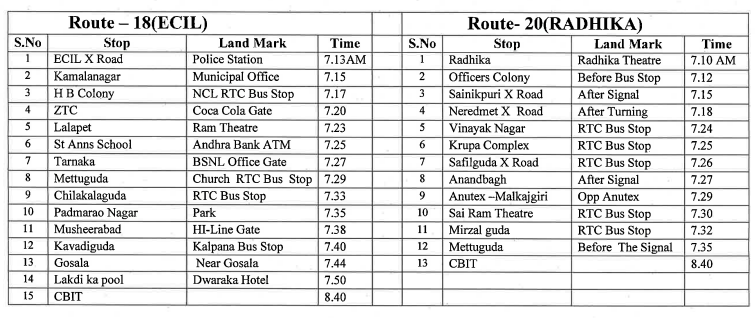 Route – 18(ECIL)
S.No Stop Land Mark Time
1 ECIL X Road Police Station 7.13AM
2 Kamalanagar Municipal Office 7.15
3 H B Colony NCL RTC Bus Stop 7.17
4 ZTC Coca Cola Gate 7.20
5 Lalapet Ram Theatre 7.23
6 St Anns School Andhra Bank ATM 7.25
7 Tarnaka BSNL Office Gate 7.27
8 Mettuguda Church RTC Bus Stop 7.29
9 Chilakalaguda RTC Bus Stop 7.33
10 Padmarao Nagar Park 7.35
11 Musheerabad HI-Line Gate 7.38
12 Kavadiguda Kalpana Bus Stop 7.40
13 Gosala Near Gosala 7.44
14 Lakdi ka pool Dwaraka Hotel 7.50
15 CBIT 8.40
Route- 20(RADHIKA)
S.No Stop Land Mark Time
1 Radhika Radhika Theatre 7.10 AM
2 Officers Colony Before Bus Stop 7.12
3 Sainikpuri X Road After Signal 7.15
4 Neredmet X Road After Turning 7.18
5 Vinayak Nagar RTC Bus Stop 7.24
6 Krupa Complex RTC Bus Stop 7.25
7 Safilguda X Road RTC Bus Stop 7.26
8 Anandbagh After Signal 7.27
9 Anutex –Malkajgiri Opp Anutex 7.29
10 Sai Ram Theatre RTC Bus Stop 7.30
11 Mirzal guda RTC Bus Stop 7.32
12 Mettuguda Before The Signal 7.35
13 CBIT 8.40